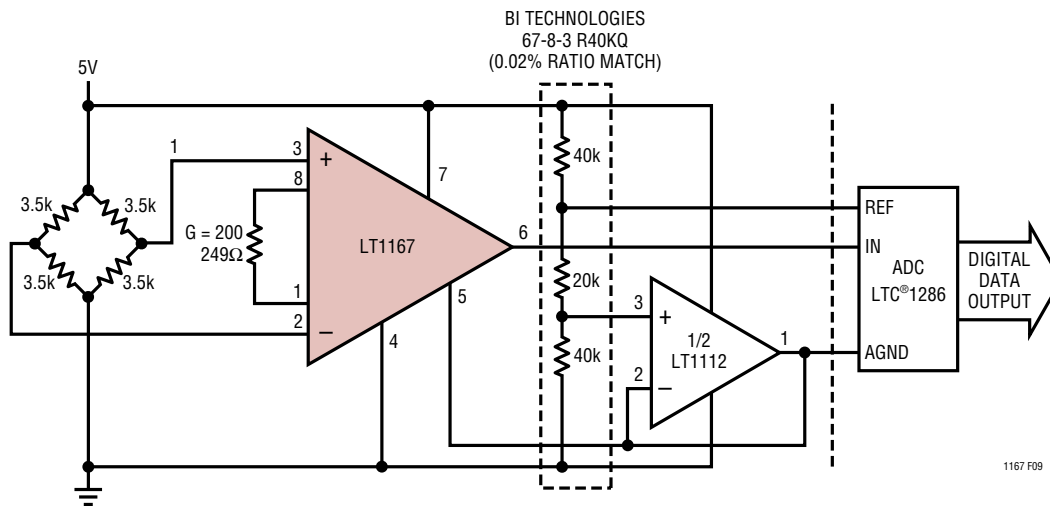 BI TECHNOLOGIES
67-8-3 R40KQ
(0.02% RATIO MATCH)
5V
3.5k
3.5k
3.5k
3.5k
1
3
+
8
G = 200
249Ω
1
2
–
LT1167
7
6
5
4
40k
20k
40k
3
+
2
–
1/2
LT1112
1
REF
IN
ADC
LTC®1286
AGND
DIGITAL
DATA
OUTPUT
1167 F09